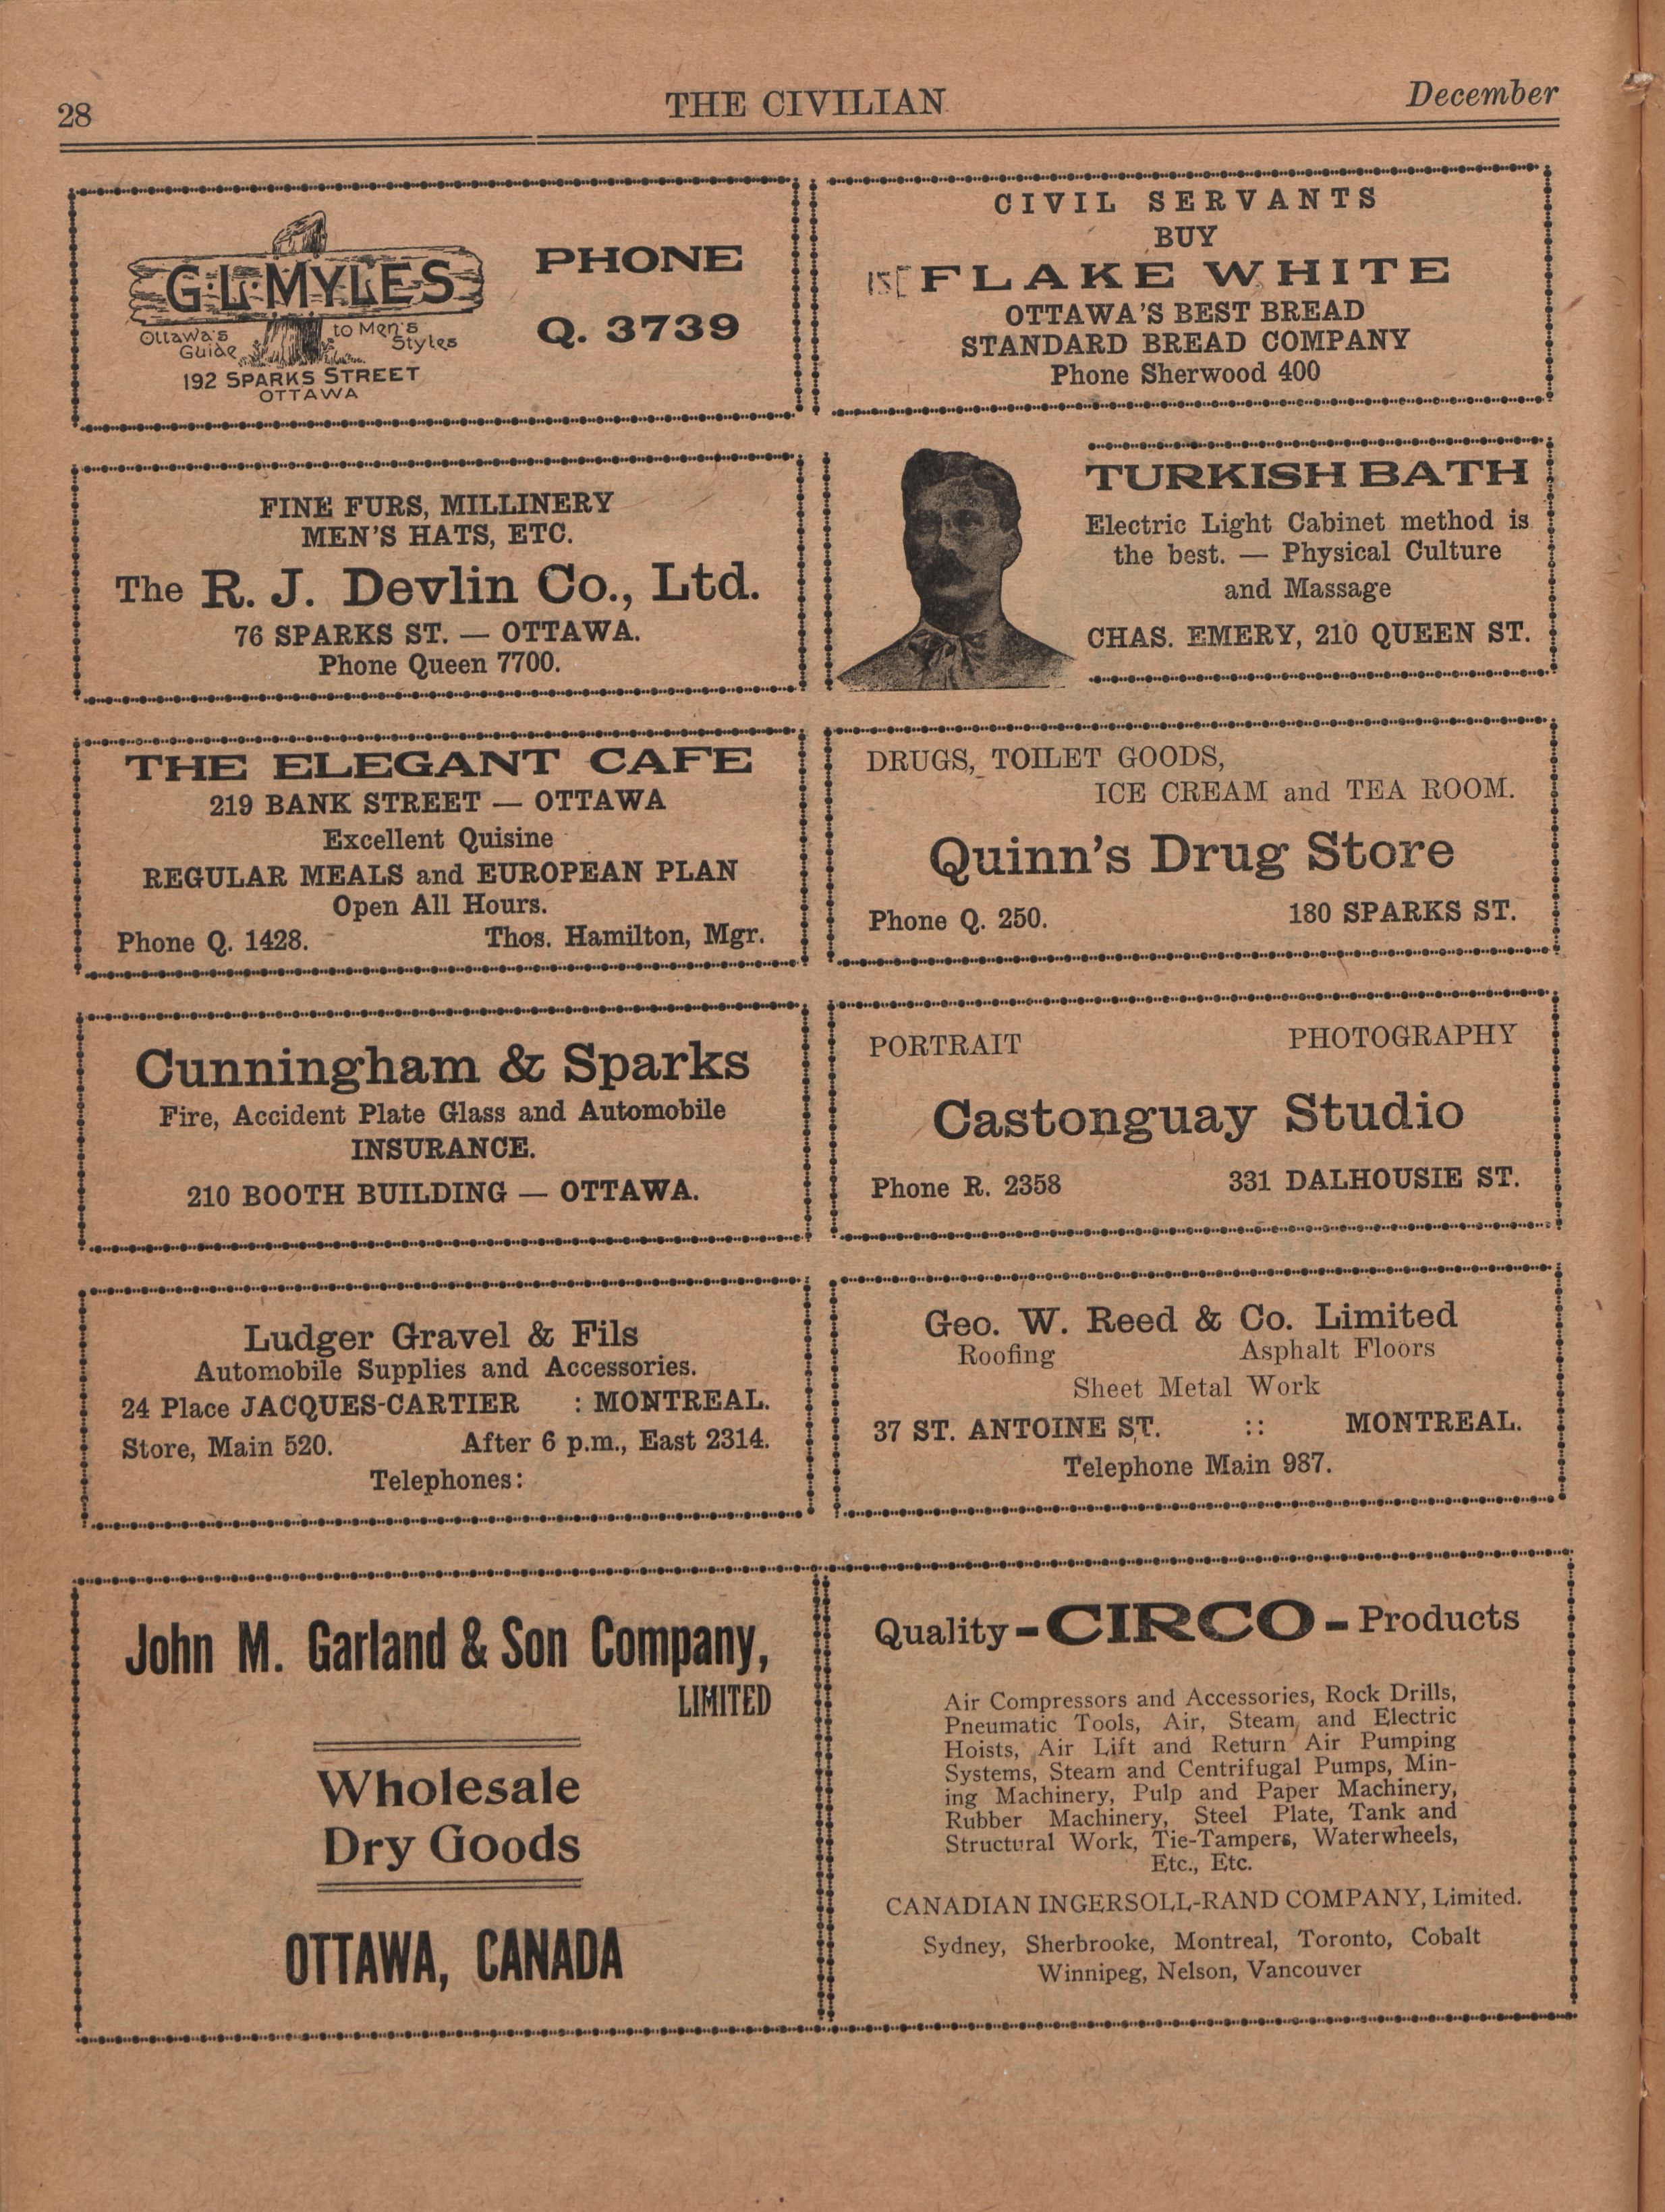 28
THE CIVILIAN
December
G.L. MYLES
Ottawa's
Guide
to Men's
Styles
192 SPARKS STREET
OTTAWA
PHONE
Q. 3739
CIVIL SERVANTS
BUY
FLAKE WHITE
OTTAWA'S BEST BREAD
STANDARD BREAD COMPANY
Phone Sherwood 400
FINE FURS, MILLINERY
MEN'S HATS, ETC.
The R. J. Devlin Co., Ltd.
76 SPARKS ST. — OTTAWA.
Phone Queen 7700.
TURKISH BATH
Electric Light Cabinet method is
the best. — Physical Culture
and Massage
CHAS. EMERY, 210 QUEEN ST.
THE ELEGANT CAFE
219 BANK STREET — OTTAWA
Excellent Quisine
REGULAR MEALS and EUROPEAN PLAN
Open All Hours.
Phone Q. 1428. Thos. Hamilton, Mgr.
DRUGS, TOILET GOODS,
ICE CREAM and TEA ROOM.
Quinn's Drug Store
Phone Q. 250. 180 SPARKS ST.
Cunningham & Sparks
Fire, Accident Plate Glass and Automobile
INSURANCE.
210 BOOTH BUILDING — OTTAWA.
PORTRAIT PHOTOGRAPHY
Castonguay Studio
Phone R. 2358 331 DALHOUSIE ST.
Ludger Gravel & Fils
Automobile Supplies and Accessories.
24 Place JACQUES-CARTIER : MONTREAL.
Store, Main 520. After 6 p.m., East 2314.
Telephones:
Geo. W. Reed & Co. Limited
Roofing Asphalt Floors
Sheet Metal Work
37 ST. ANTOINE ST. :: MONTREAL.
Telephone Main 987.
John M. Garland & Son Company,
LIMITED
Wholesale
Dry Goods
OTTAWA, CANADA
Quality - CIRCO - Products
Air Compressors and Accessories, Rock Drills,
Pneumatic Tools, Air, Steam, and Electric
Hoists, Air Lift and Return Air Pumping
Systems, Steam and Centrifugal Pumps, Min-
ing Machinery, Pulp and Paper Machinery,
Rubber Machinery, Steel Plate, Tank and
Structural Work, Tie-Tampers, Waterwheels,
Etc., Etc.
CANADIAN INGERSOLL-RAND COMPANY, Limited.
Sydney, Sherbrooke, Montreal, Toronto, Cobalt
Winnipeg, Nelson, Vancouver